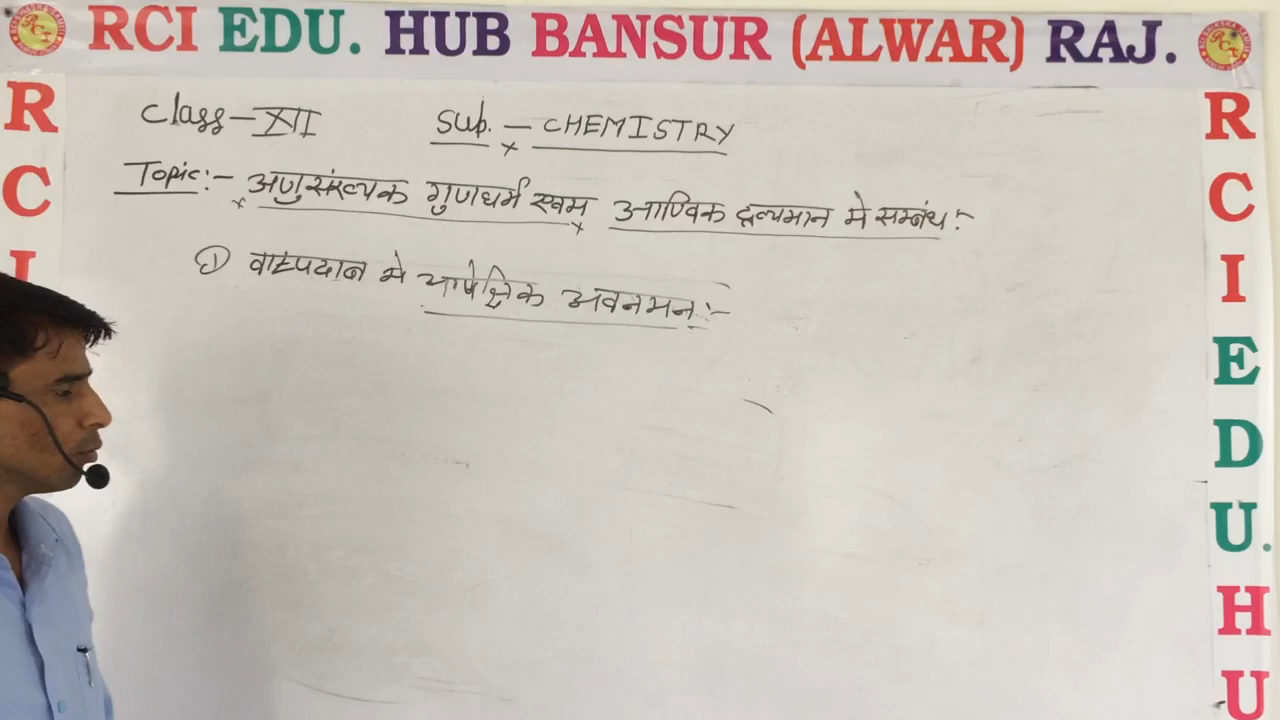 RCI EDU. HUB BANSUR (ALWAR) RAJ.
Class-XII Sub. - CHEMISTRY
Topic:- अणुसंख्यक गुणधर्म एवम आण्विक द्रव्यमान मे सम्बंध:-
① वाष्पदाब मे आपेक्षिक अवनमन:-
R
C
I
R
C
I
E
D
U.
H
U